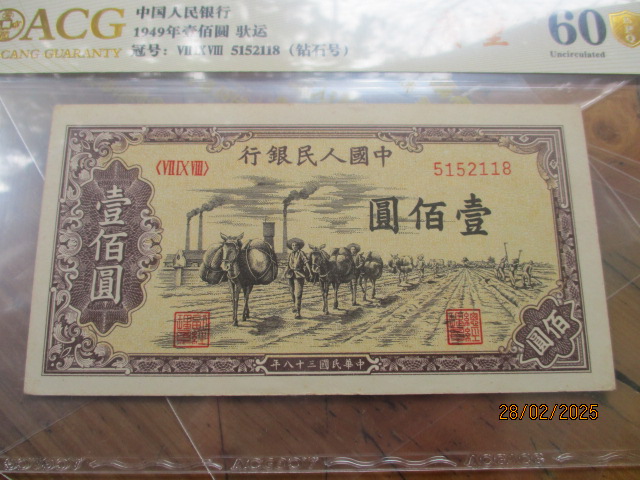 ACG
CANG GUARANTY
中国人民银行
1949年壹佰圆 驮运
冠号: VII IX VIII 5152118 (钻石号)
60
Uncirculated
行銀民人國中
〈VII IX VIII〉
5152118
圓佰壹
壹佰圓
佰圓
年八十三國民華中
28/02/2025